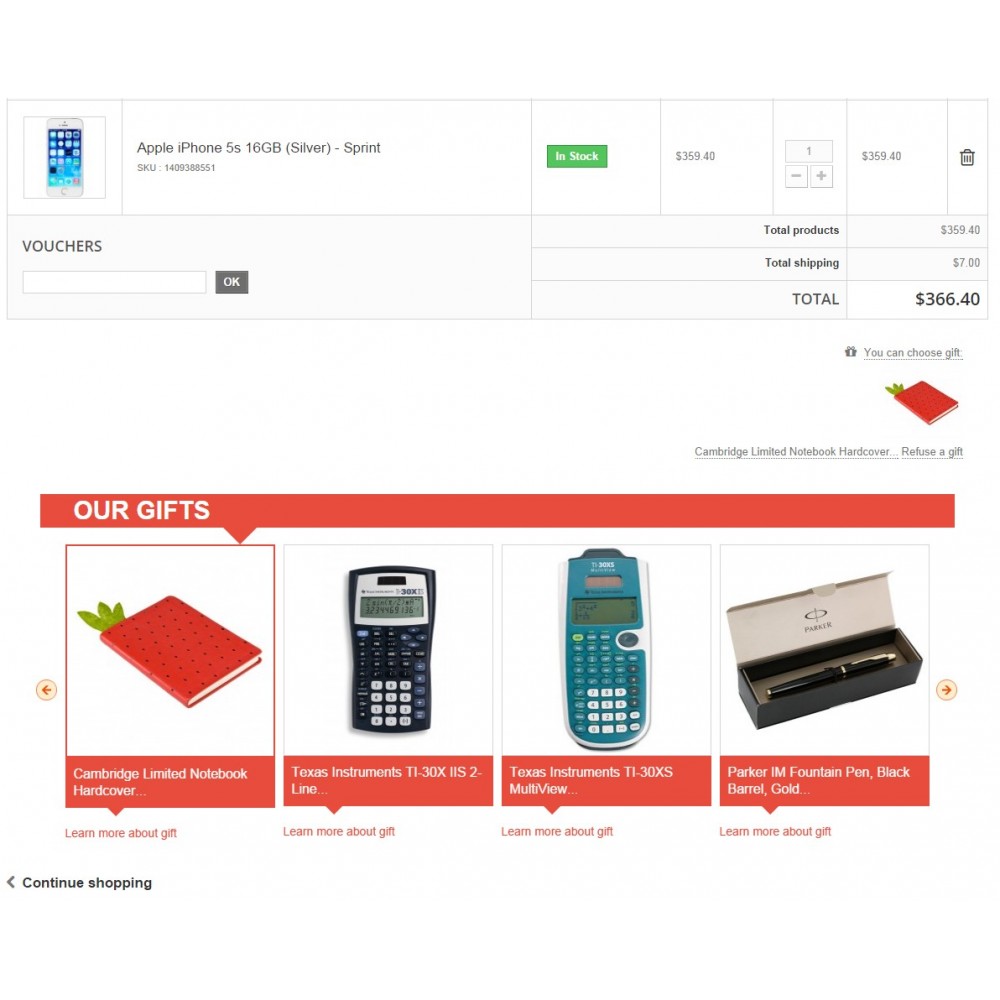 Apple iPhone 5s 16GB (Silver) - Sprint
SKU : 1409388551
In Stock
$359.40
1
$359.40
VOUCHERS
OK
Total products
$359.40
Total shipping
$7.00
TOTAL
$366.40
You can choose gift:
Cambridge Limited Notebook Hardcover... Refuse a gift
OUR GIFTS
TI-30XS
MultiView
PARKER
Cambridge Limited Notebook
Hardcover...
Texas Instruments TI-30X IIS 2-
Line...
Texas Instruments TI-30XS
MultiView...
Parker IM Fountain Pen, Black
Barrel, Gold...
Learn more about gift
Learn more about gift
Learn more about gift
Learn more about gift
Continue shopping